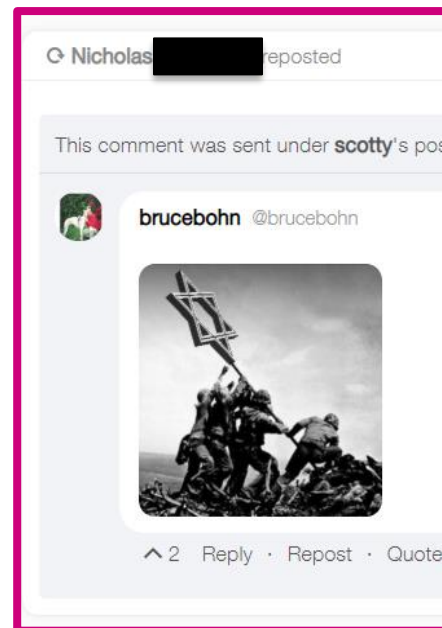 Nicholas reposted
This comment was sent under scotty's pos
brucebohn @brucebohn
2 Reply · Repost · Quote